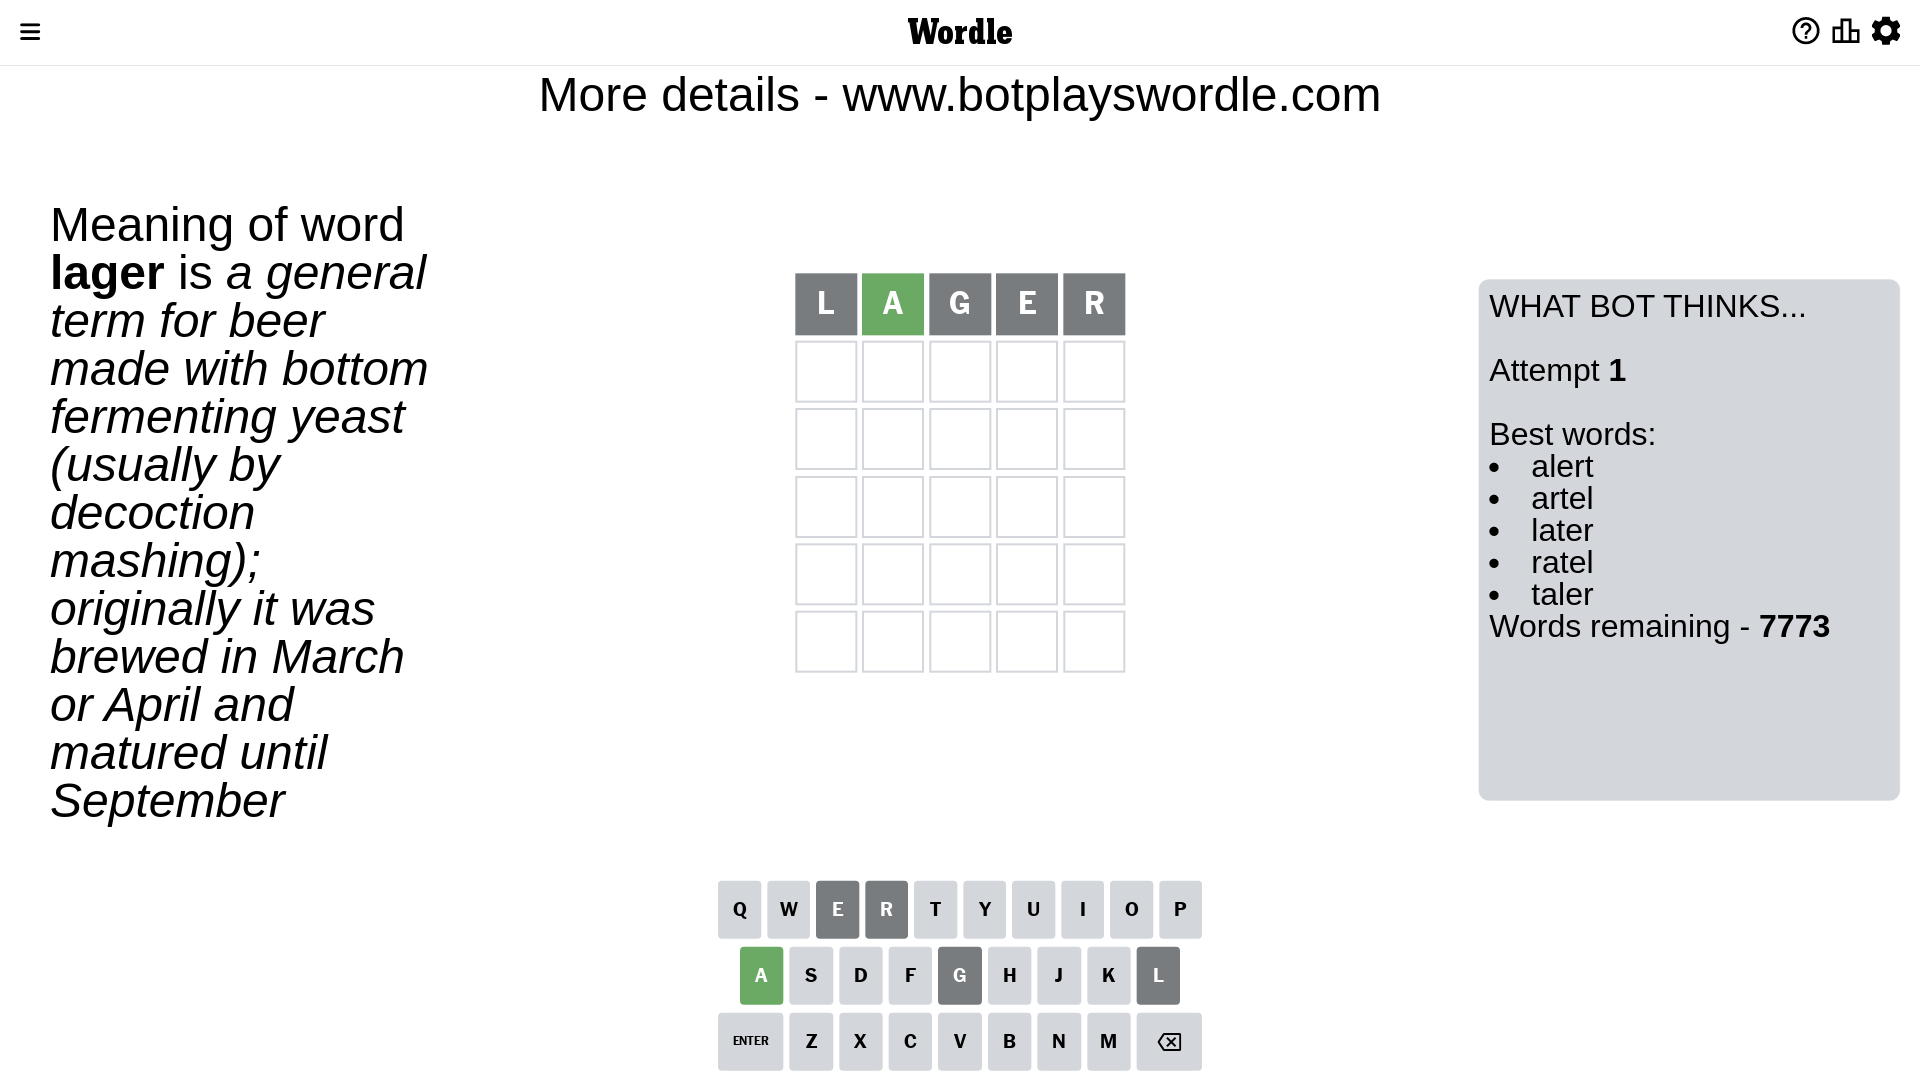 Wordle
More details - www.botplayswordle.com
Meaning of word
lager is a general
term for beer
made with bottom
fermenting yeast
(usually by
decoction
mashing);
originally it was
brewed in March
or April and
matured until
September
L A G E R
WHAT BOT THINKS...
Attempt 1
Best words:
• alert
• artel
• later
• ratel
• taler
Words remaining - 7773
Q W E R T Y U I O P
A S D F G H J K L
ENTER Z X C V B N M